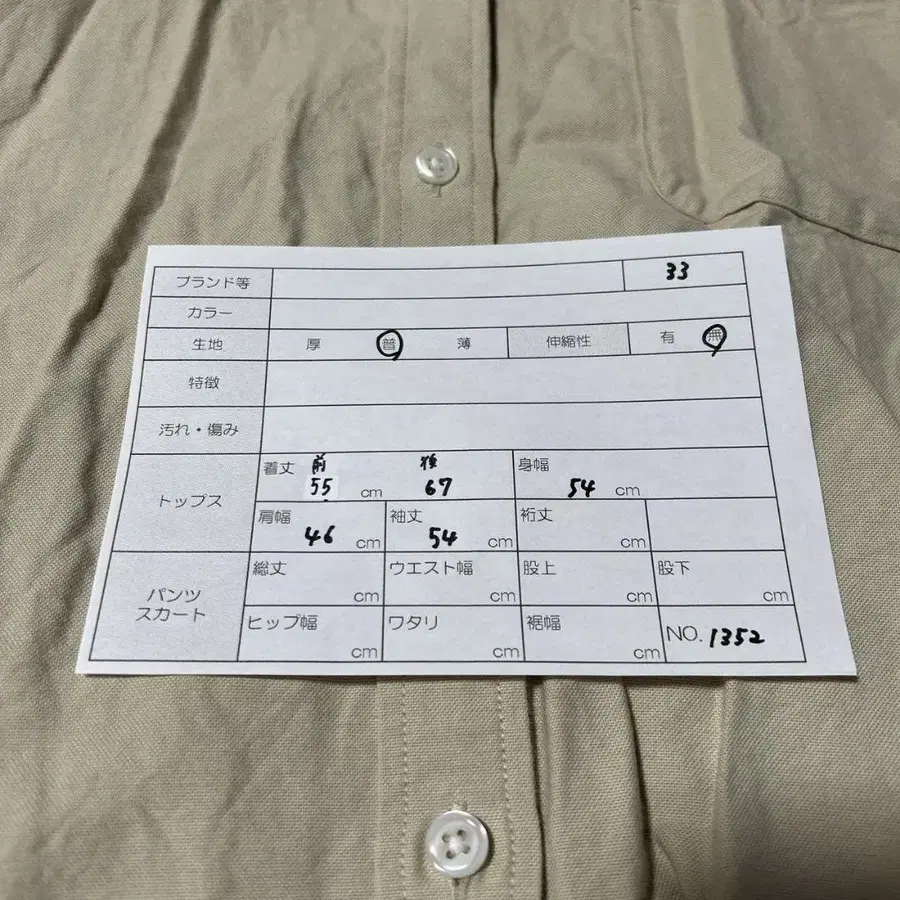 ブランド等 33
カラー
生地 厚 普 薄 伸縮性 有 無
特徴
汚れ・傷み
トップス 着丈 前 55 cm 後 67 身幅 54 cm
肩幅 46 cm 袖丈 54 cm 裄丈 cm
パンツ
スカート
総丈 cm ウエスト幅 cm 股上 cm 股下 cm
ヒップ幅 cm ワタリ cm 裾幅 cm NO. 1352